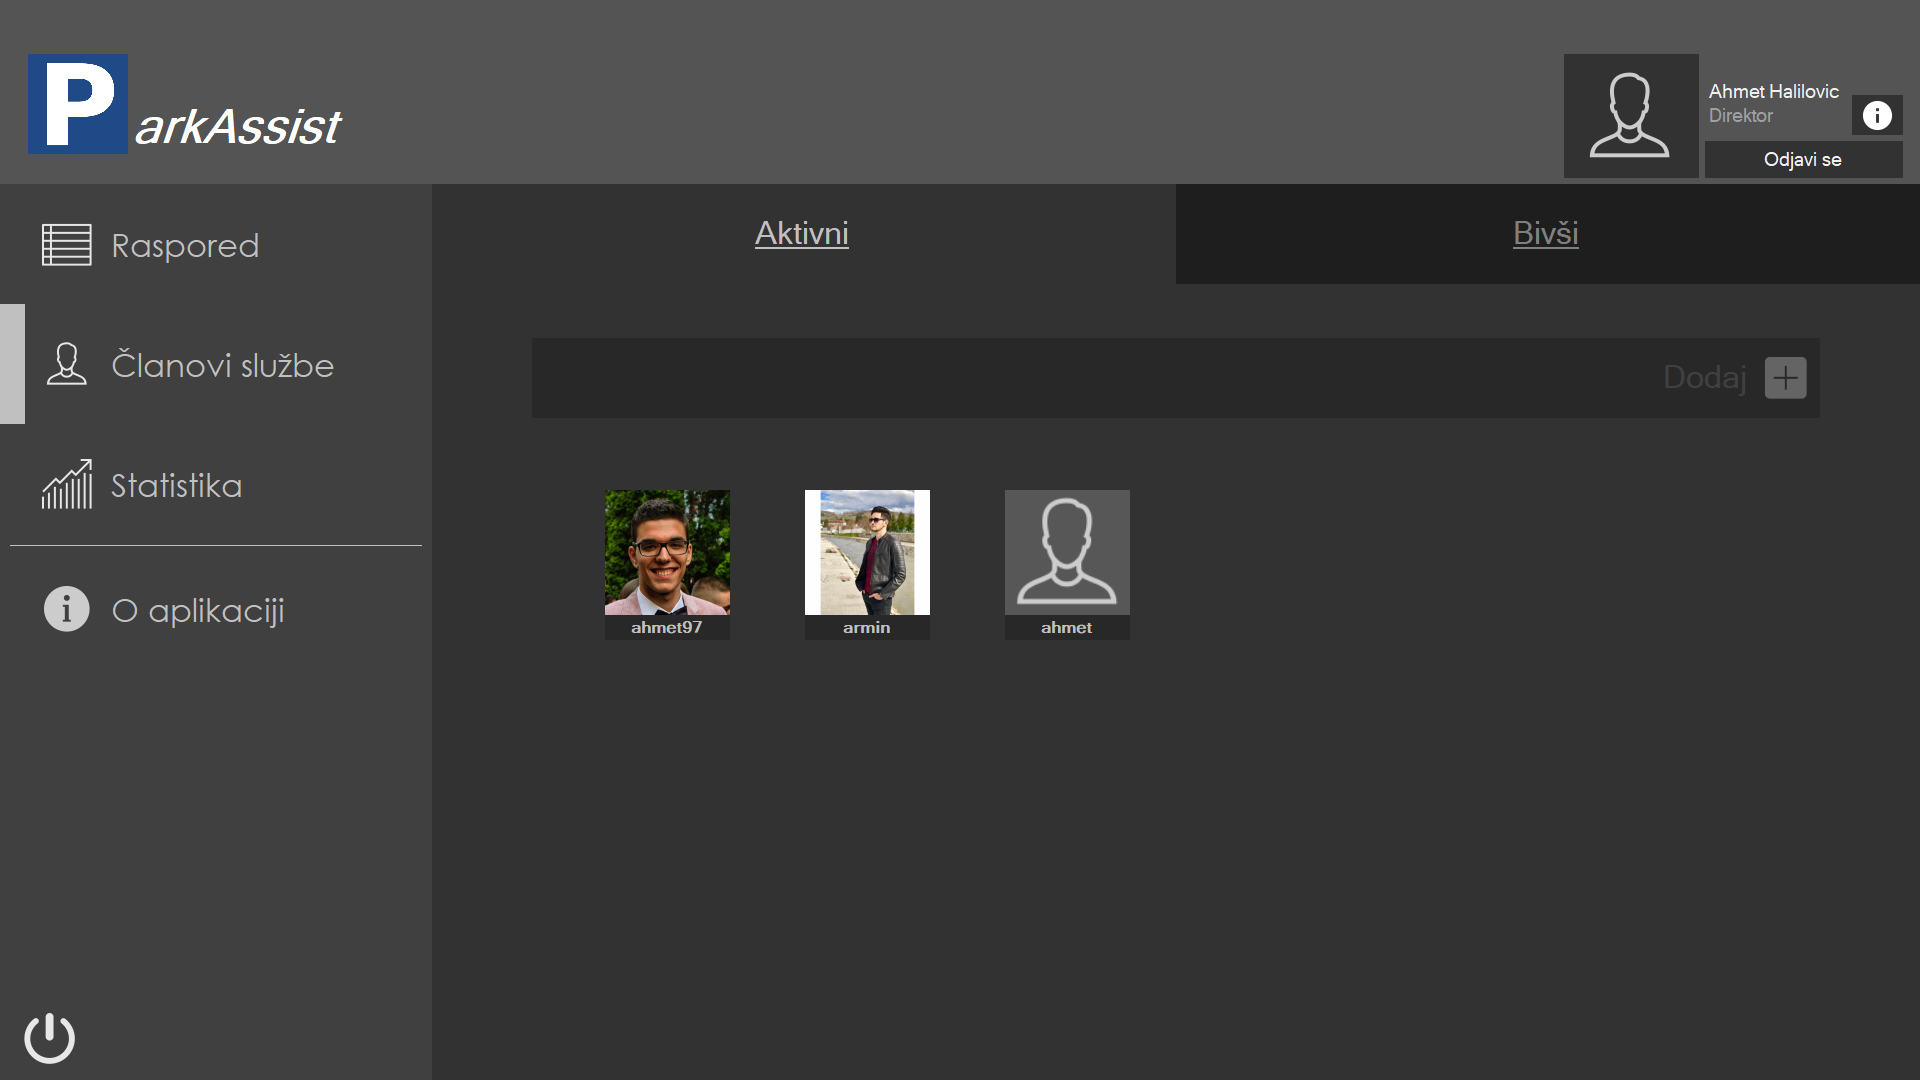 ParkAssist
Ahmet Halilovic
Direktor
Odjavi se
Raspored
Članovi službe
Statistika
O aplikaciji
Aktivni
Bivši
Dodaj
ahmet97
armin
ahmet